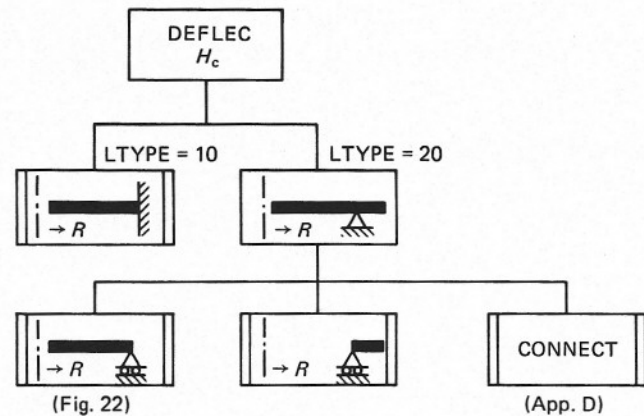 DEFLEC
Hc
LTYPE = 10
LTYPE = 20
→ R
→ R
→ R
→ R
CONNECT
(Fig. 22)
(App. D)